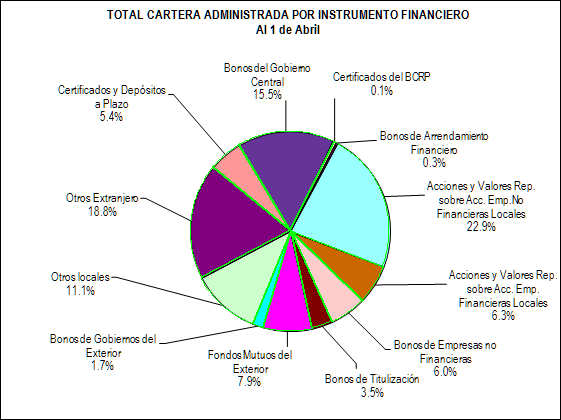 TOTAL CARTERA ADMINISTRADA POR INSTRUMENTO FINANCIERO
Al 1 de Abril
Bonos del Gobierno
Central
15.5%
Certificados del BCRP
0.1%
Bonos de Arrendamiento
Financiero
0.3%
Acciones y Valores Rep.
sobre Acc. Emp.No
Financieras Locales
22.9%
Acciones y Valores Rep.
sobre Acc. Emp.
Financieras Locales
6.3%
Bonos de Empresas no
Financieras
6.0%
Bonos de Titulización
3.5%
Fondos Mutuos del
Exterior
7.9%
Bonos de Gobiernos del
Exterior
1.7%
Otros locales
11.1%
Otros Extranjero
18.8%
Certificados y Depósitos
a Plazo
5.4%